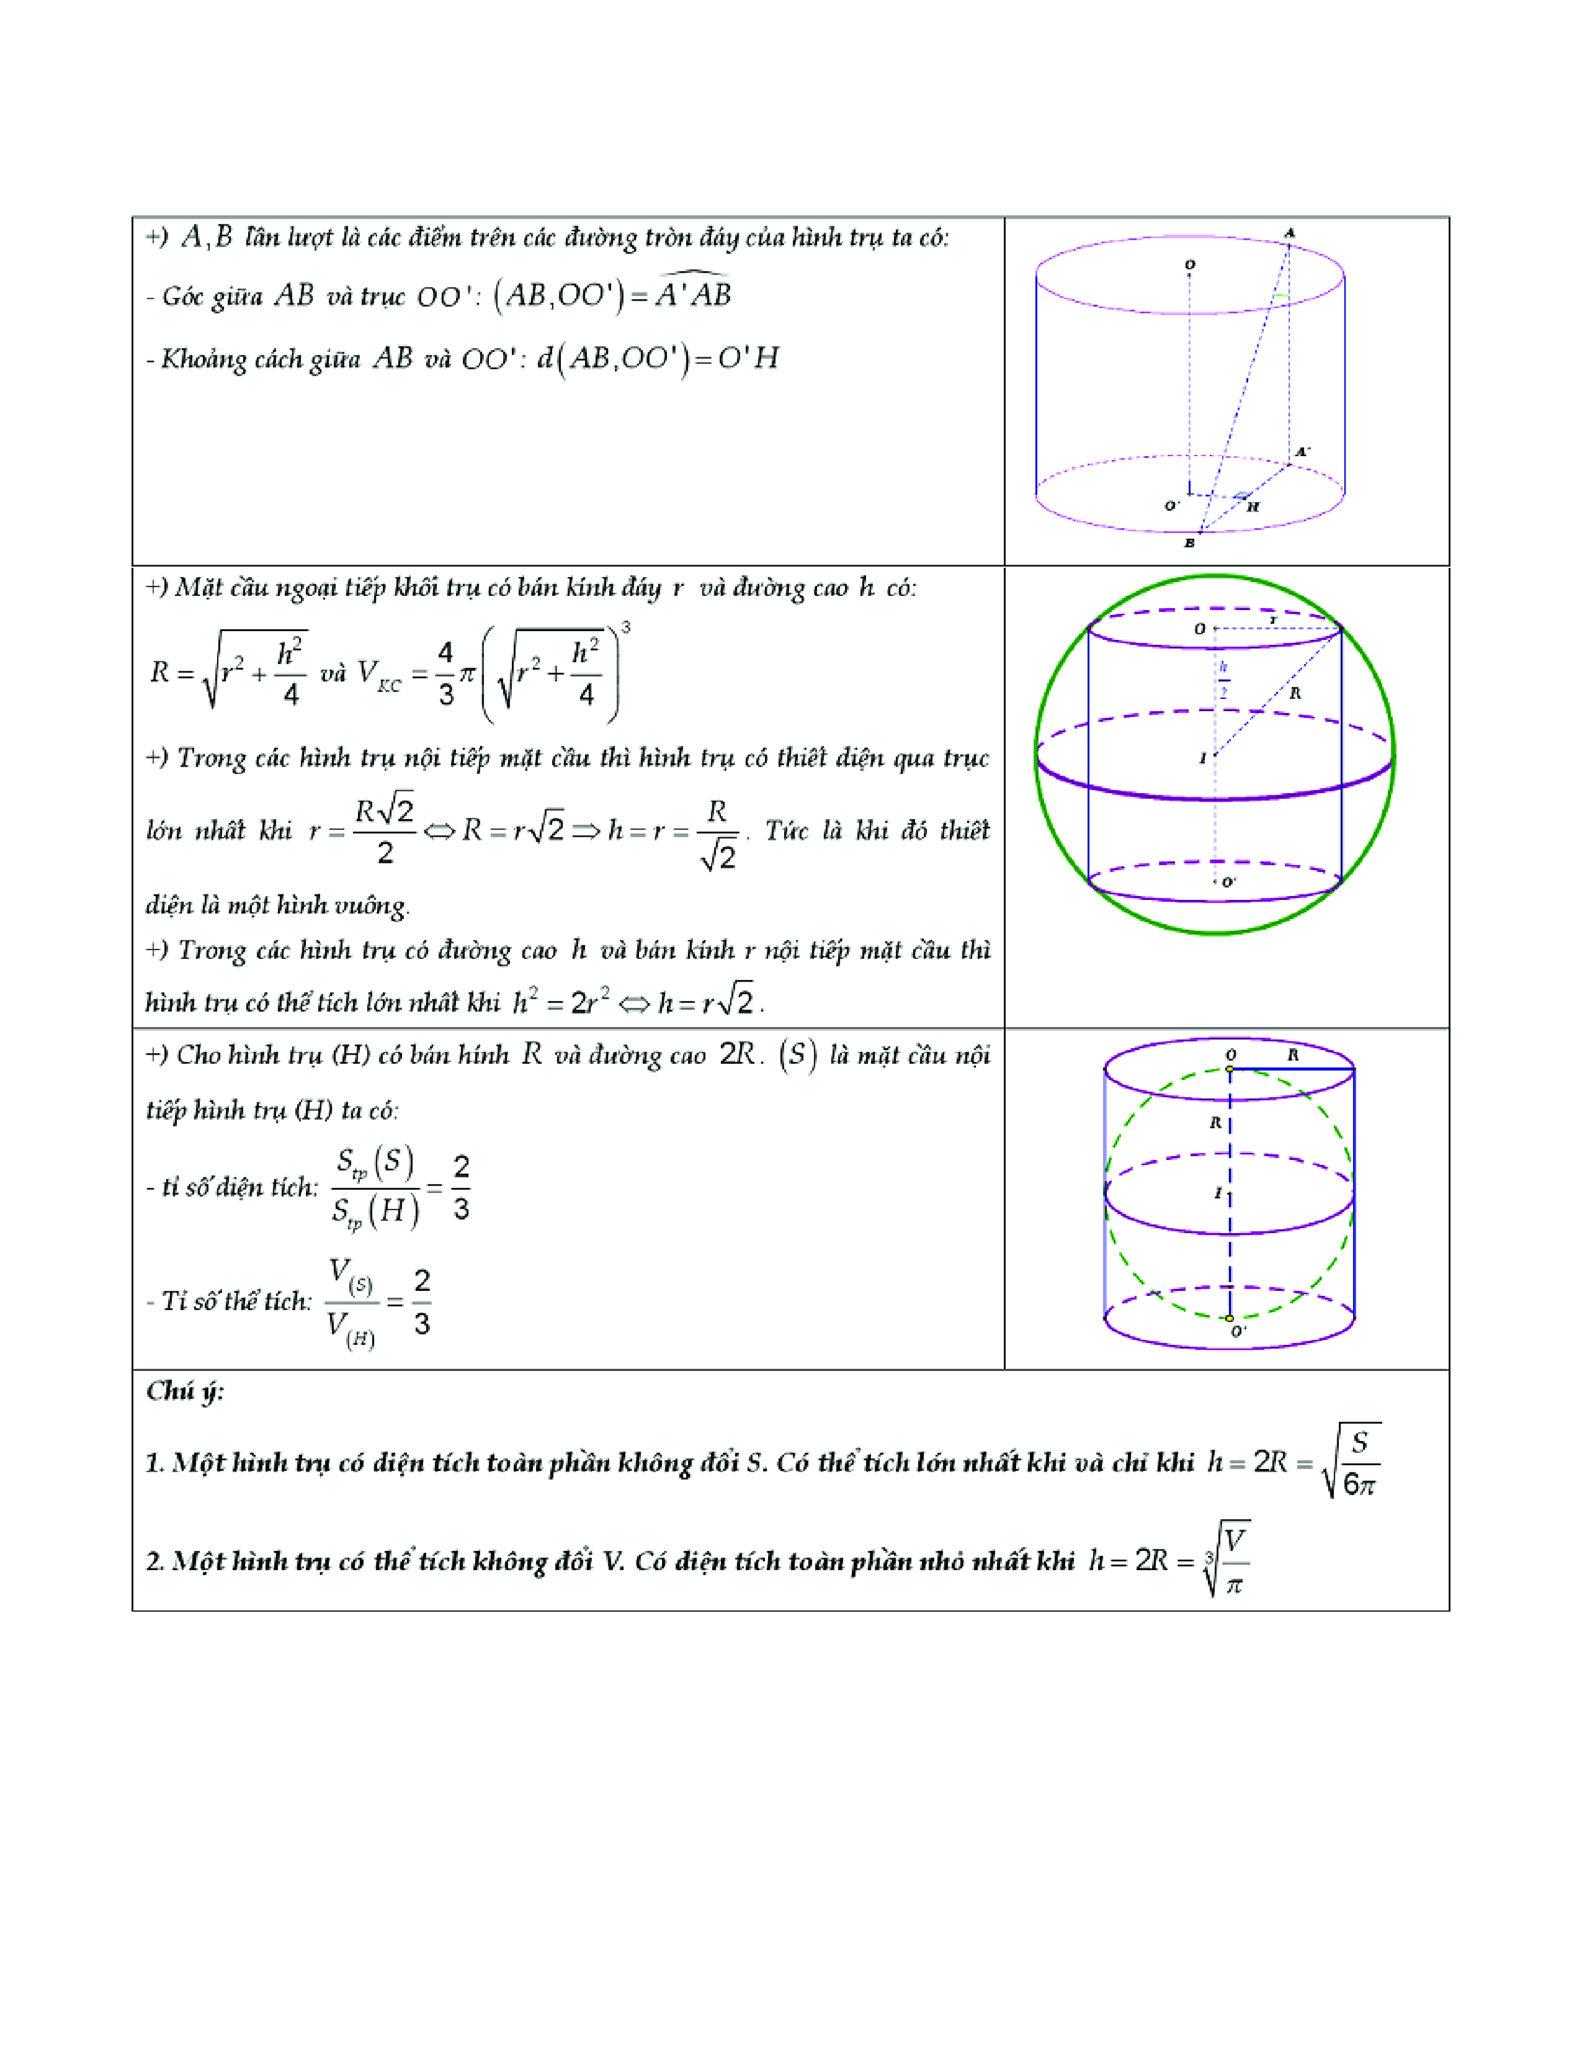 +) A,B lần lượt là các điểm trên các đường tròn đáy của hình trụ ta có:
- Góc giữa AB và trục OO': (AB,OO') = \widehat{A'AB}
- Khoảng cách giữa AB và OO': d(AB,OO') = O'H
A
O
A'
O'
H
B
+) Mặt cầu ngoại tiếp khối trụ có bán kính đáy r và đường cao h có:
R = \sqrt{r^2 + \frac{h^2}{4}} và V_{KC} = \frac{4}{3}π(\sqrt{r^2 + \frac{h^2}{4}})^3
+) Trong các hình trụ nội tiếp mặt cầu thì hình trụ có thiết diện qua trục
lớn nhất khi r = \frac{R\sqrt{2}}{2} ⇔ R = r\sqrt{2} ⇒ h = r = \frac{R}{\sqrt{2}}. Tức là khi đó thiết
diện là một hình vuông.
+) Trong các hình trụ có đường cao h và bán kính r nội tiếp mặt cầu thì
hình trụ có thể tích lớn nhất khi h^2 = 2r^2 ⇔ h = r\sqrt{2}.
O
r
\frac{h}{2}
R
I
O'
+) Cho hình trụ (H) có bán hính R và đường cao 2R. (S) là mặt cầu nội
tiếp hình trụ (H) ta có:
- tỉ số diện tích: \frac{S_{tp}(S)}{S_{tp}(H)} = \frac{2}{3}
- Tỉ số thể tích: \frac{V_{(S)}}{V_{(H)}} = \frac{2}{3}
O
R
R
I
O'
Chú ý:
1. Một hình trụ có diện tích toàn phần không đổi S. Có thể tích lớn nhất khi và chỉ khi h = 2R = \sqrt{\frac{S}{6π}}
2. Một hình trụ có thể tích không đổi V. Có diện tích toàn phần nhỏ nhất khi h = 2R = \sqrt[3]{\frac{V}{π}}